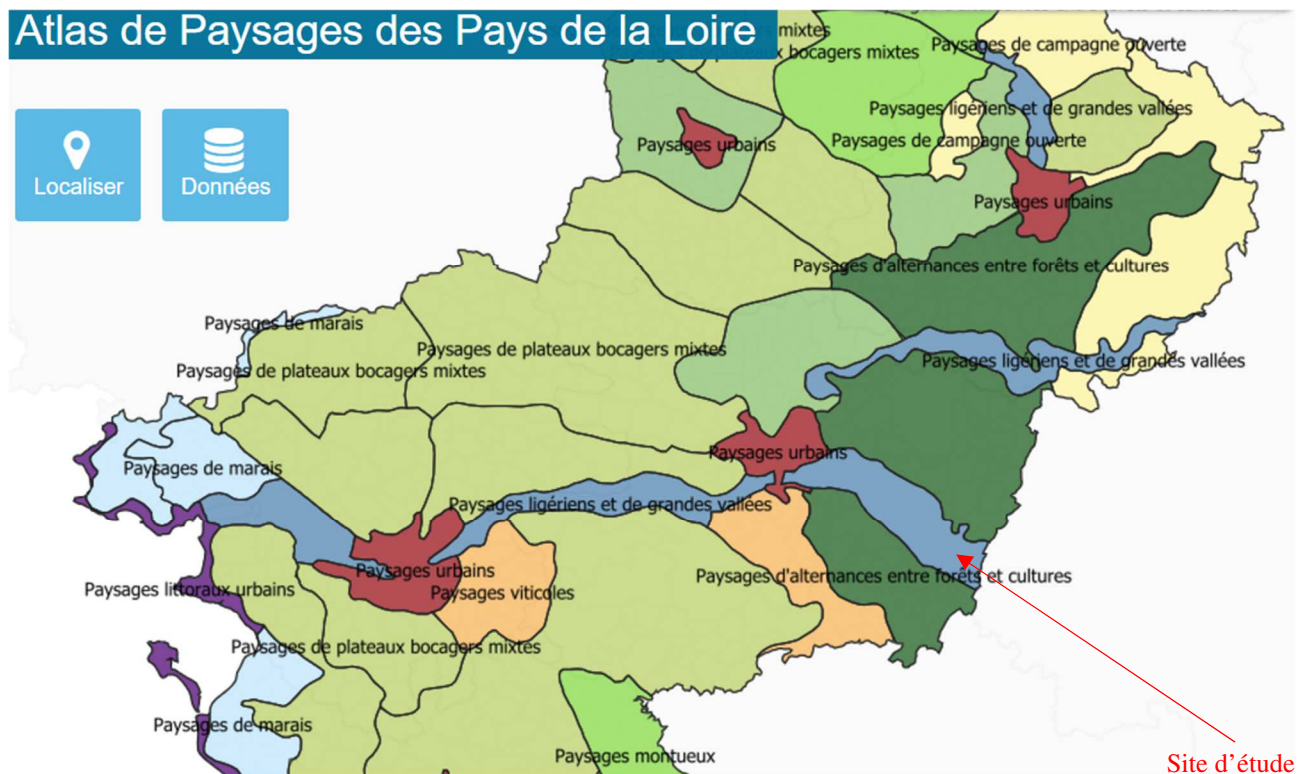 Atlas de Paysages des Pays de la Loire
mixtes
bocagers mixtes
Paysages de campagne ouverte
Localiser
Données
Paysages urbains
Paysages ligériens et de grandes vallées
Paysages de campagne ouverte
Paysages urbains
Paysages d'alternances entre forêts et cultures
Paysages de marais
Paysages de plateaux bocagers mixtes
Paysages de plateaux bocagers mixtes
Paysages ligériens et de grandes vallées
Paysages de marais
Paysages urbains
Paysages ligériens et de grandes vallées
Paysages urbains
Paysages d'alternances entre forêts et cultures
Paysages littoraux urbains
Paysages viticoles
Paysages de plateaux bocagers mixtes
Paysages de marais
Paysages montueux
Site d'étude